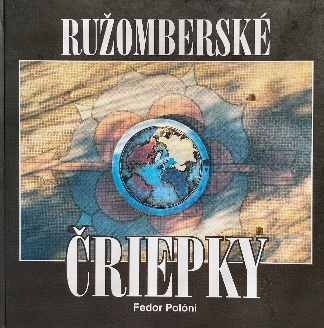 RUŽOMBERSKÉ
ČRIEPKY
Fedor Polóni